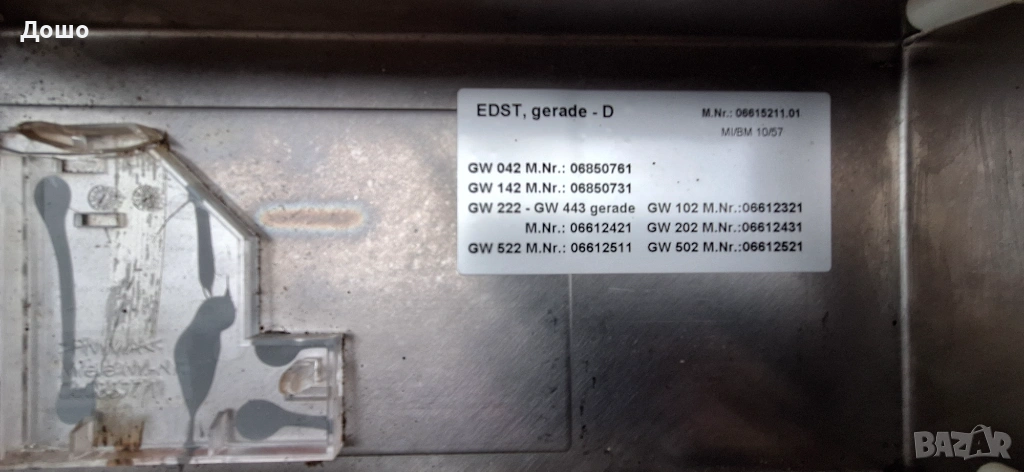 Дошо
EDST, gerade - D
M.Nr.: 06615211.01
MI/BM 10/57
GW 042 M.Nr.: 06850761
GW 142 M.Nr.: 06850731
GW 222 - GW 443 gerade GW 102 M.Nr.:06612321
M.Nr.: 06612421 GW 202 M.Nr.:06612431
GW 522 M.Nr.: 06612511 GW 502 M.Nr.:06612521
BAZAR